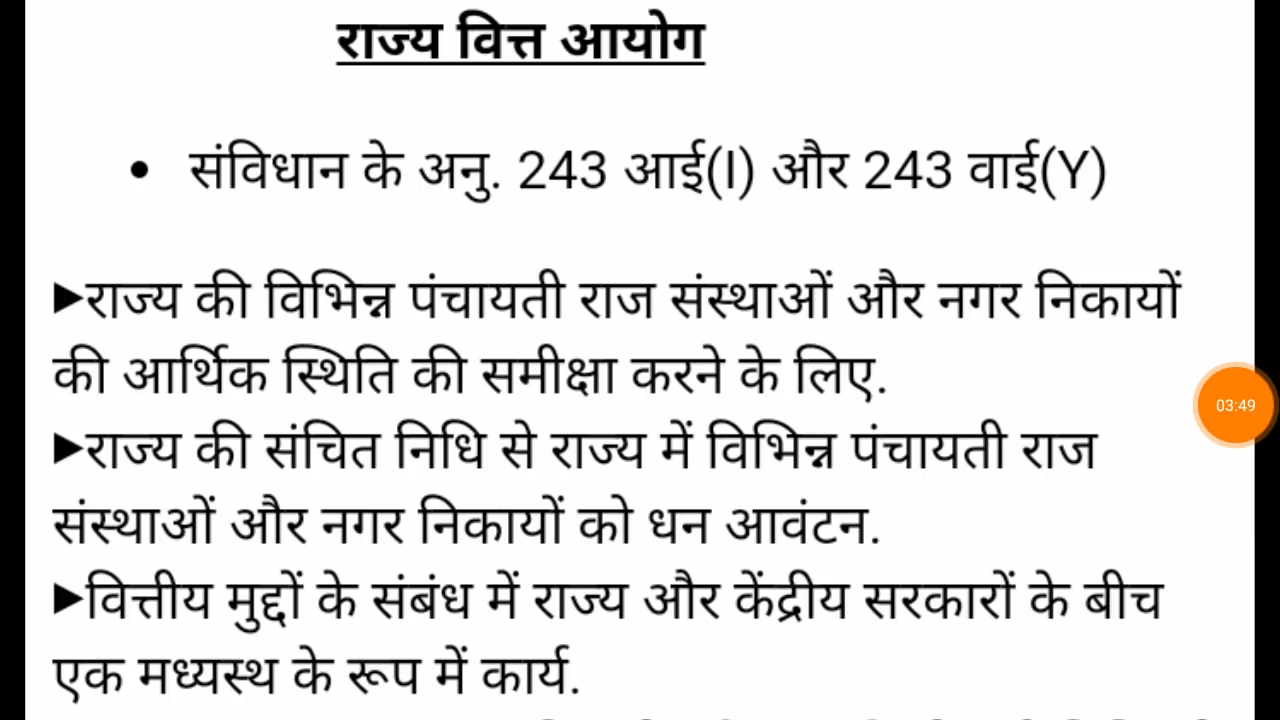 राज्य वित्त आयोग
• संविधान के अनु. 243 आई(I) और 243 वाई(Y)
►राज्य की विभिन्न पंचायती राज संस्थाओं और नगर निकायों
की आर्थिक स्थिति की समीक्षा करने के लिए.
►राज्य की संचित निधि से राज्य में विभिन्न पंचायती राज
संस्थाओं और नगर निकायों को धन आवंटन.
►वित्तीय मुद्दों के संबंध में राज्य और केंद्रीय सरकारों के बीच
एक मध्यस्थ के रूप में कार्य.
03:49